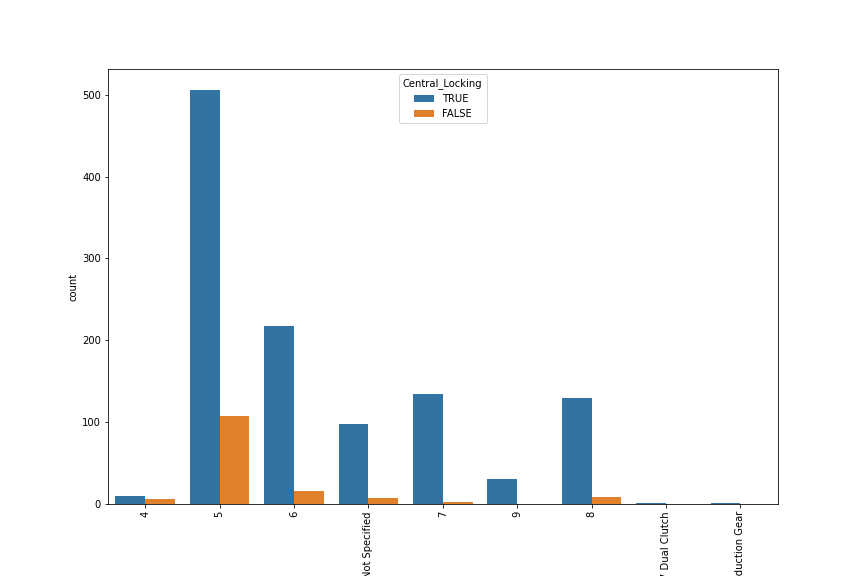 Central_Locking
TRUE
FALSE
500
400
300
200
100
0
count
4
5
6
Not Specified
7
9
8
7 Dual Clutch
duction Gear